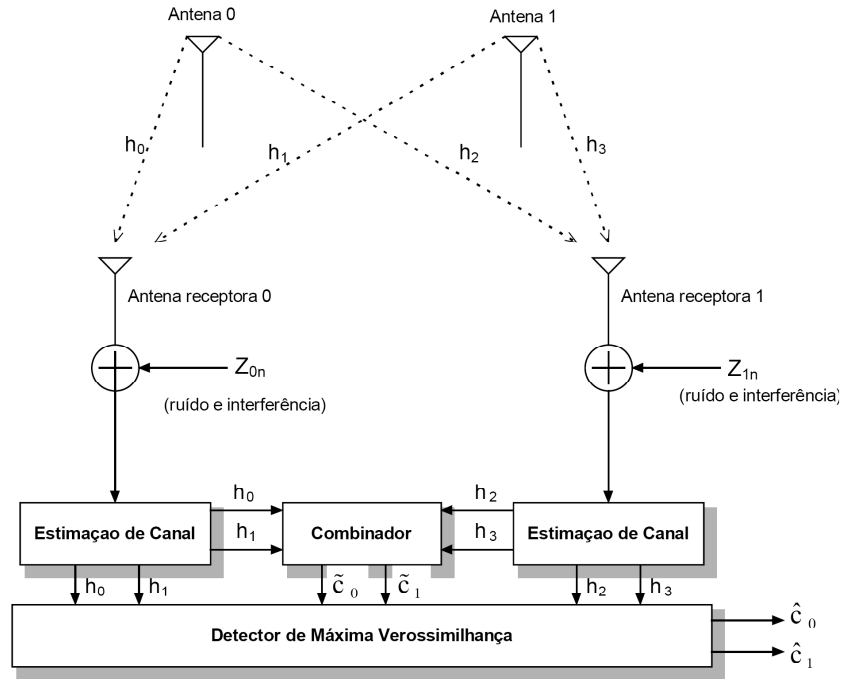 Antena 0
Antena 1
h0
h1
h2
h3
Antena receptora 0
Antena receptora 1
Z0n
Z1n
(ruído e interferência)
(ruído e interferência)
h0
h2
h1
h3
Estimaçao de Canal
Combinador
Estimaçao de Canal
h0
h1
c̃ 0
c̃ 1
h2
h3
Detector de Máxima Verossimilhança
ĉ 0
ĉ 1